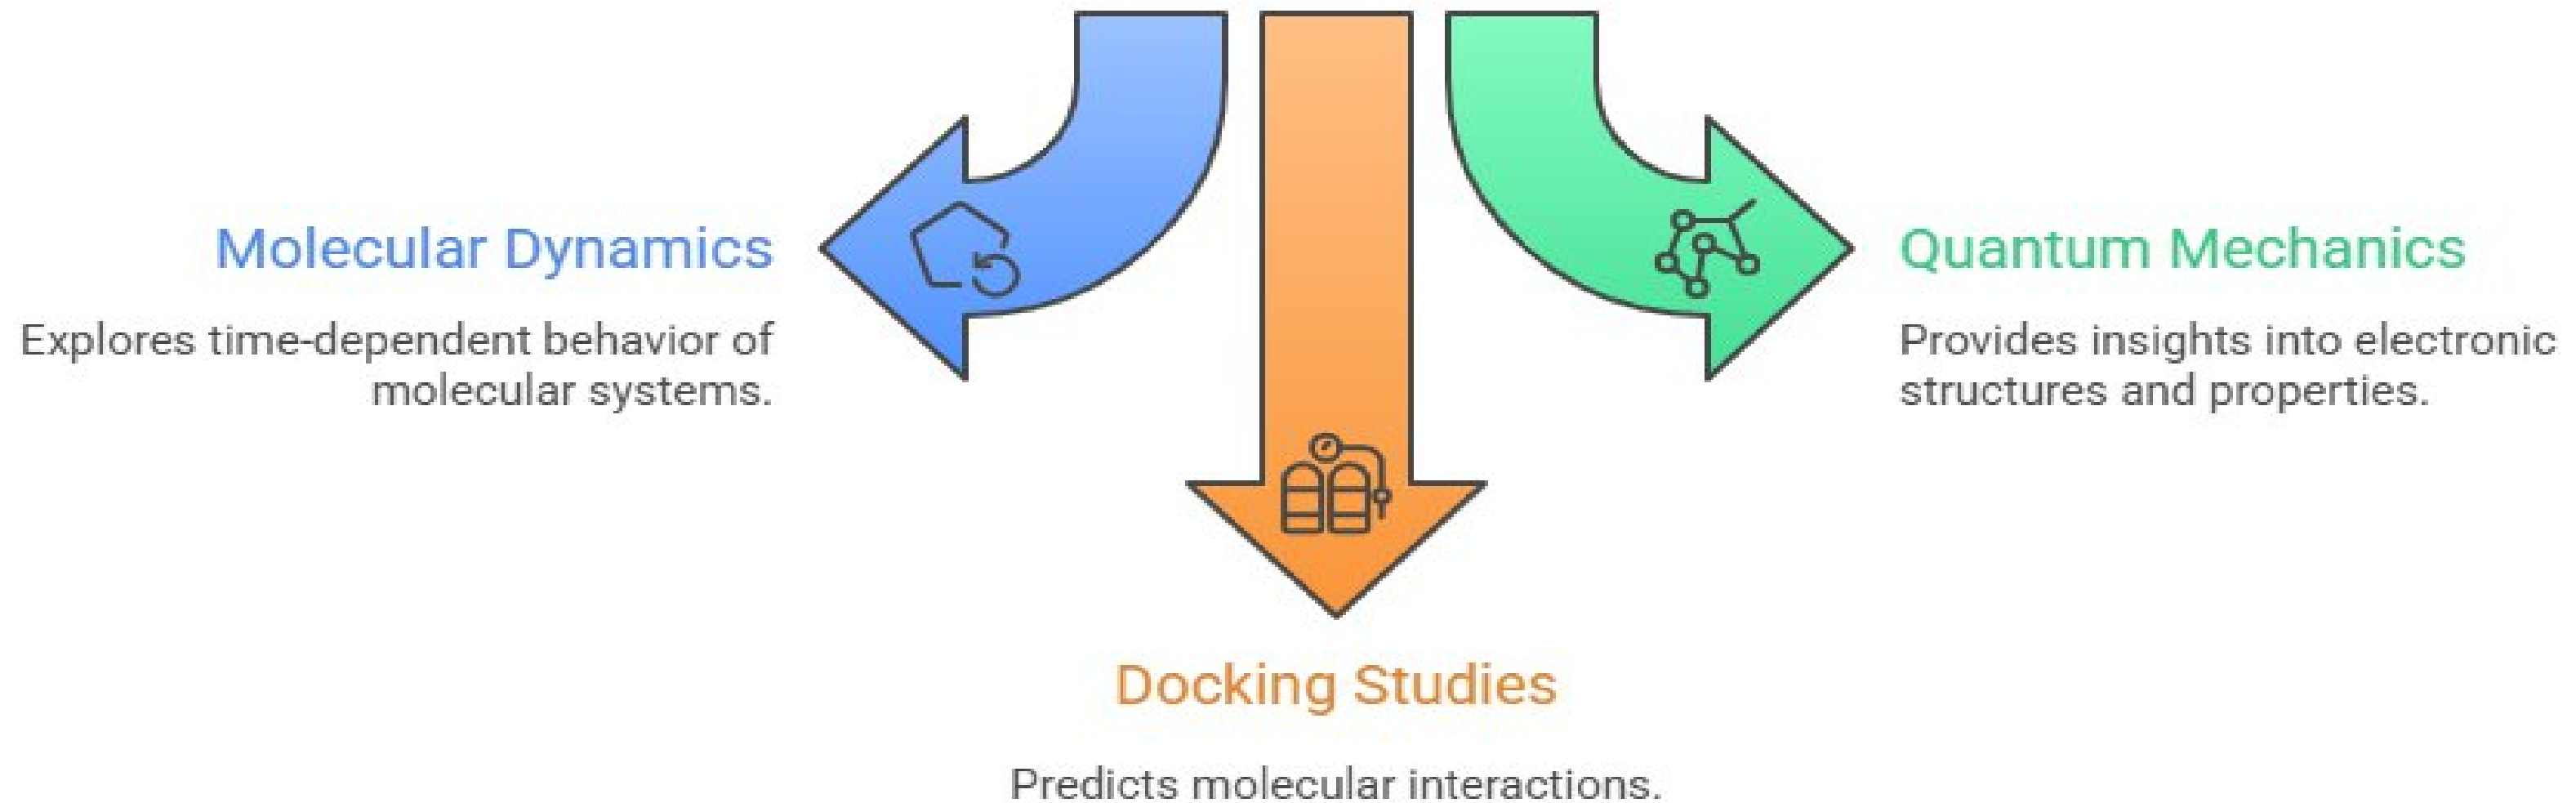 Molecular Dynamics
Explores time-dependent behavior of
molecular systems.
Quantum Mechanics
Provides insights into electronic
structures and properties.
Docking Studies
Predicts molecular interactions.